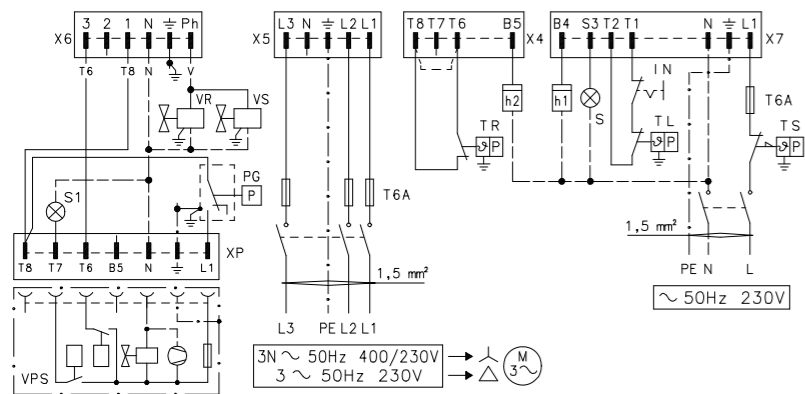 X6 3 2 1 N Ph
T6 T8 N V
VR VS
PG
P
S1
XP
T8 T7 T6 B5 N L1
VPS
X5 L3 N L2 L1
T6A
1,5 mm²
L3 PE L2 L1
3N ~ 50Hz 400/230V
3 ~ 50Hz 230V
M
3~
T8 T7 T6 B5 X4
h2
TR
ϑ P
B4 S3 T2 T1 N L1 X7
h1
S
IN
TL
ϑ P
T6A
TS
ϑ P
1,5 mm²
PE N L
~ 50Hz 230V